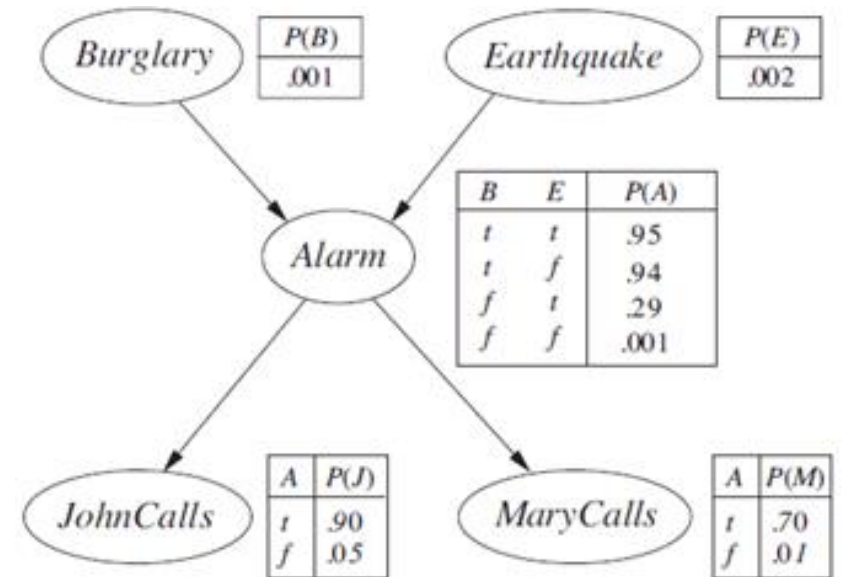 Burglary
P(B)
.001
Earthquake
P(E)
.002
Alarm
B E P(A)
t t .95
t f .94
f t .29
f f .001
JohnCalls
A P(J)
t .90
f .05
MaryCalls
A P(M)
t .70
f .01